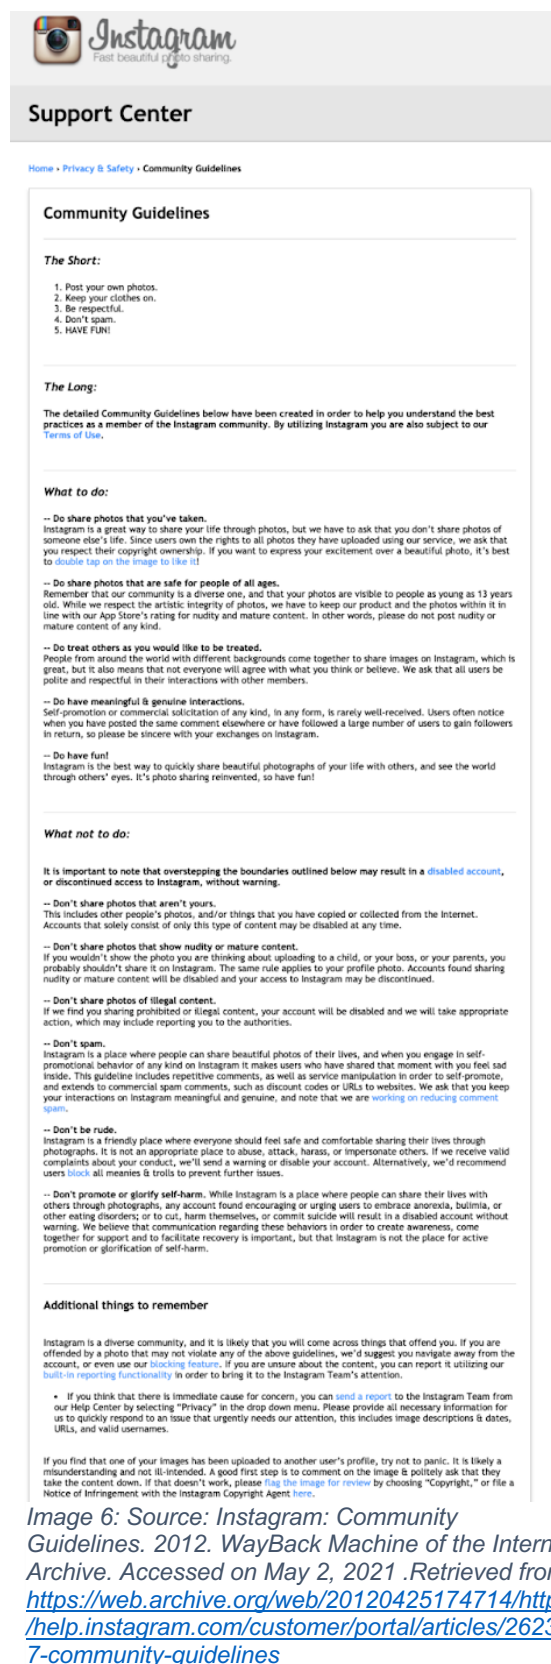 Instagram
Fast beautiful photo sharing.
Support Center
Home › Privacy & Safety › Community Guidelines
Community Guidelines
The Short:
1. Post your own photos.
2. Keep your clothes on.
3. Be respectful.
4. Don't spam.
5. HAVE FUN!
The Long:
The detailed Community Guidelines below have been created in order to help you understand the best
practices as a member of the Instagram community. By utilizing Instagram you are also subject to our
Terms of Use.
What to do:
-- Do share photos that you've taken.
Instagram is a great way to share your life through photos, but we have to ask that you don't share photos of
someone else's life. Since users own the rights to all photos they have uploaded using our service, we ask that
you respect their copyright ownership. If you want to express your excitement over a beautiful photo, it's best
to double tap on the image to like it!
-- Do share photos that are safe for people of all ages.
Remember that our community is a diverse one, and that your photos are visible to people as young as 13 years
old. While we respect the artistic integrity of photos, we have to keep our product and the photos within it in
line with our App Store's rating for nudity and mature content. In other words, please do not post nudity or
mature content of any kind.
-- Do treat others as you would like to be treated.
People from around the world with different backgrounds come together to share images on Instagram, which is
great, but it also means that not everyone will agree with what you think or believe. We ask that all users be
polite and respectful in their interactions with other members.
-- Do have meaningful & genuine interactions.
Self-promotion or commercial solicitation of any kind, in any form, is rarely well-received. Users often notice
when you have posted the same comment elsewhere or have followed a large number of users to gain followers
in return, so please be sincere with your exchanges on Instagram.
-- Do have fun!
Instagram is the best way to quickly share beautiful photographs of your life with others, and see the world
through others' eyes. It's photo sharing reinvented, so have fun!
What not to do:
It is important to note that overstepping the boundaries outlined below may result in a disabled account,
or discontinued access to Instagram, without warning.
-- Don't share photos that aren't yours.
This includes other people's photos, and/or things that you have copied or collected from the Internet.
Accounts that solely consist of only this type of content may be disabled at any time.
-- Don't share photos that show nudity or mature content.
If you wouldn't show the photo you are thinking about uploading to a child, or your boss, or your parents, you
probably shouldn't share it on Instagram. The same rule applies to your profile photo. Accounts found sharing
nudity or mature content will be disabled and your access to Instagram may be discontinued.
-- Don't share photos of illegal content.
If we find you sharing prohibited or illegal content, your account will be disabled and we will take appropriate
action, which may include reporting you to the authorities.
-- Don't spam.
Instagram is a place where people can share beautiful photos of their lives, and when you engage in self-
promotional behavior of any kind on Instagram it makes users who have shared that moment with you feel sad
inside. This guideline includes repetitive comments, as well as service manipulation in order to self-promote,
and extends to commercial spam comments, such as discount codes or URLs to websites. We ask that you keep
your interactions on Instagram meaningful and genuine, and note that we are working on reducing comment
spam.
-- Don't be rude.
Instagram is a friendly place where everyone should feel safe and comfortable sharing their lives through
photographs. It is not an appropriate place to abuse, attack, harass, or impersonate others. If we receive valid
complaints about your conduct, we'll send a warning or disable your account. Alternatively, we'd recommend
users block all meanies & trolls to prevent further issues.
-- Don't promote or glorify self-harm. While Instagram is a place where people can share their lives with
others through photographs, any account found encouraging or urging users to embrace anorexia, bulimia, or
other eating disorders; or to cut, harm themselves, or commit suicide will result in a disabled account without
warning. We believe that communication regarding these behaviors in order to create awareness, come
together for support and to facilitate recovery is important, but that Instagram is not the place for active
promotion or glorification of self-harm.
Additional things to remember
Instagram is a diverse community, and it is likely that you will come across things that offend you. If you are
offended by a photo that may not violate any of the above guidelines, we'd suggest you navigate away from the
account, or even use our blocking feature. If you are unsure about the content, you can report it utilizing our
built-in reporting functionality in order to bring it to the Instagram Team's attention.
• If you think that there is immediate cause for concern, you can send a report to the Instagram Team from
our Help Center by selecting "Privacy" in the drop down menu. Please provide all necessary information for
us to quickly respond to an issue that urgently needs our attention, this includes image descriptions & dates,
URLs, and valid usernames.
If you find that one of your images has been uploaded to another user's profile, try not to panic. It is likely a
misunderstanding and not ill-intended. A good first step is to comment on the image & politely ask that they
take the content down. If that doesn't work, please flag the image for review by choosing "Copyright," or file a
Notice of Infringement with the Instagram Copyright Agent here.
Image 6: Source: Instagram: Community
Guidelines. 2012. WayBack Machine of the Intern
Archive. Accessed on May 2, 2021 .Retrieved fron
https://web.archive.org/web/20120425174714/http
/help.instagram.com/customer/portal/articles/2623
7-community-guidelines